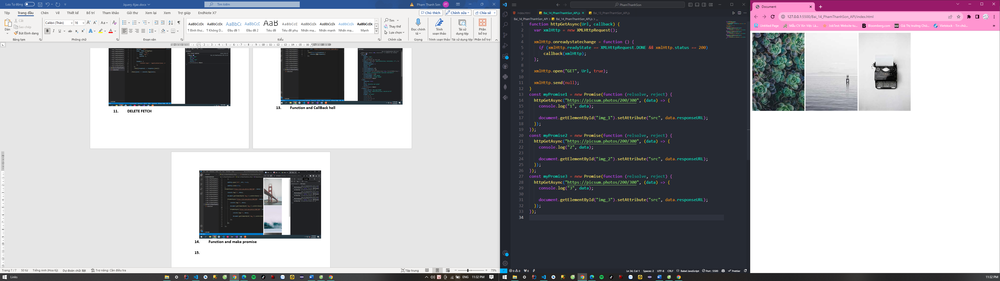 Lưu Tự động
Jquery Ajax.docx
Tìm kiếm
Phạm Thanh Sơn
PT
Tệp
Trang đầu
Chèn
Vẽ
Thiết kế
Bố trí
Tham khảo
Gửi thư
Xem lại
Xem
Trợ giúp
EndNote X7
Chú thích
Chỉnh sửa
Chia sẻ
Dán
Cắt
Sao chép
Bút Định dạng
Bảng tạm
Calibri (Thân)
16
Phông chữ
Đoạn văn
AaBbCcDc
¶ Bình thư...
AaBbCcDc
¶ Không D...
AaBbCc
Đầu đề 1
AaBbCcD
Đầu đề 2
AaB
Tiêu đề
AaBbCcD
Tiêu đề phụ
AaBbCcDc
Nhấn mạ...
AaBbCcDc
Nhấn mạnh
AaBbCcDc
Nhấn mạ...
AaBbCcDc
Mạnh
Kiểu
Tìm
Thay thế
Lựa chọn
Chỉnh sửa
Đọc chính tả
Giọng
Trình soạn thảo
Trình soạn thảo
Tái sử dụng tệp
Tái sử dụng tệp
Phần bổ trợ
Phần bổ trợ
11. DELETE FETCH
13. Function and CallBack hell
14. Function and make promise
15.
Trang 7 / 7
50 từ
Tiếng Anh (Hoa Kỳ)
Dự đoán chữ: Bật
Trợ năng: Cần điều tra
Tập trung
75%
Links
ENG
11:32 PM
PhamThanhSon
index.html
Bai_14_PhamThanhSon_API.js
Bai_13_PhamThanhSon_API.js
Bai_14_PhamThanhSon_API > Bai_14_PhamThanhSon_API.js > ...
1 function httpGetAsync(Url, callback) {
2 var xmlHttp = new XMLHttpRequest();
3
4 xmlHttp.onreadystatechange = function () {
5 if (xmlHttp.readyState == XMLHttpRequest.DONE && xmlHttp.status == 200)
6 callback(xmlHttp);
7 };
8
9 xmlHttp.open("GET", Url, true);
10
11 xmlHttp.send(null);
12 }
13 const myPromise1 = new Promise(function (relsolve, reject) {
14 httpGetAsync("https://picsum.photos/200/300", (data) => {
15 console.log("1", data);
16
17 document.getElementById("img_1").setAttribute("src", data.responseURL);
18 });
19 });
20 const myPromise2 = new Promise(function (relsolve, reject) {
21 httpGetAsync("https://picsum.photos/200/300", (data) => {
22 console.log("2", data);
23
24 document.getElementById("img_2").setAttribute("src", data.responseURL);
25 });
26 });
27 const myPromise3 = new Promise(function (relsolve, reject) {
28 httpGetAsync("https://picsum.photos/200/300", (data) => {
29 console.log("3", data);
30
31 document.getElementById("img_3").setAttribute("src", data.responseURL);
32 });
33 });
34
0 0
0
Ln 34, Col 1
Spaces: 2
UTF-8
CRLF
Babel JavaScript
Port : 5500
Prettier
Document
127.0.0.1:5500/Bai_14_PhamThanhSon_API/index.html
Untitled Page
Mẫu CV Xin Việc Là...
JobTest: Website tu...
Bloomberg.com
Giá Thị trường Chứ...
Vietstock - Tin chứ...
11:32 PM